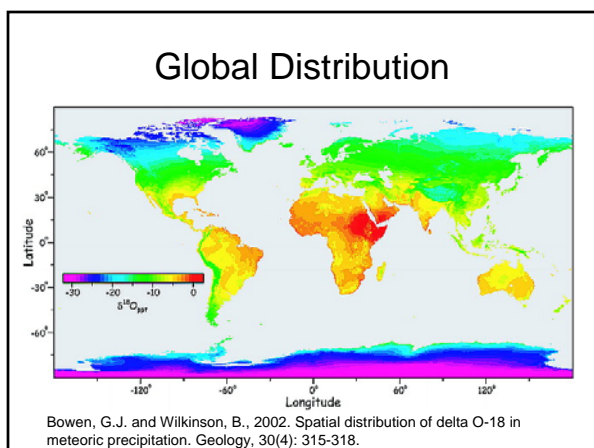 Global Distribution
60°
30°
0°
-30°
-60°
Latitude
-30
-20
-10
0
δ¹⁸Oppt
-120°
-60°
0°
60°
120°
Longitude
Bowen, G.J. and Wilkinson, B., 2002. Spatial distribution of delta O-18 in
meteoric precipitation. Geology, 30(4): 315-318.